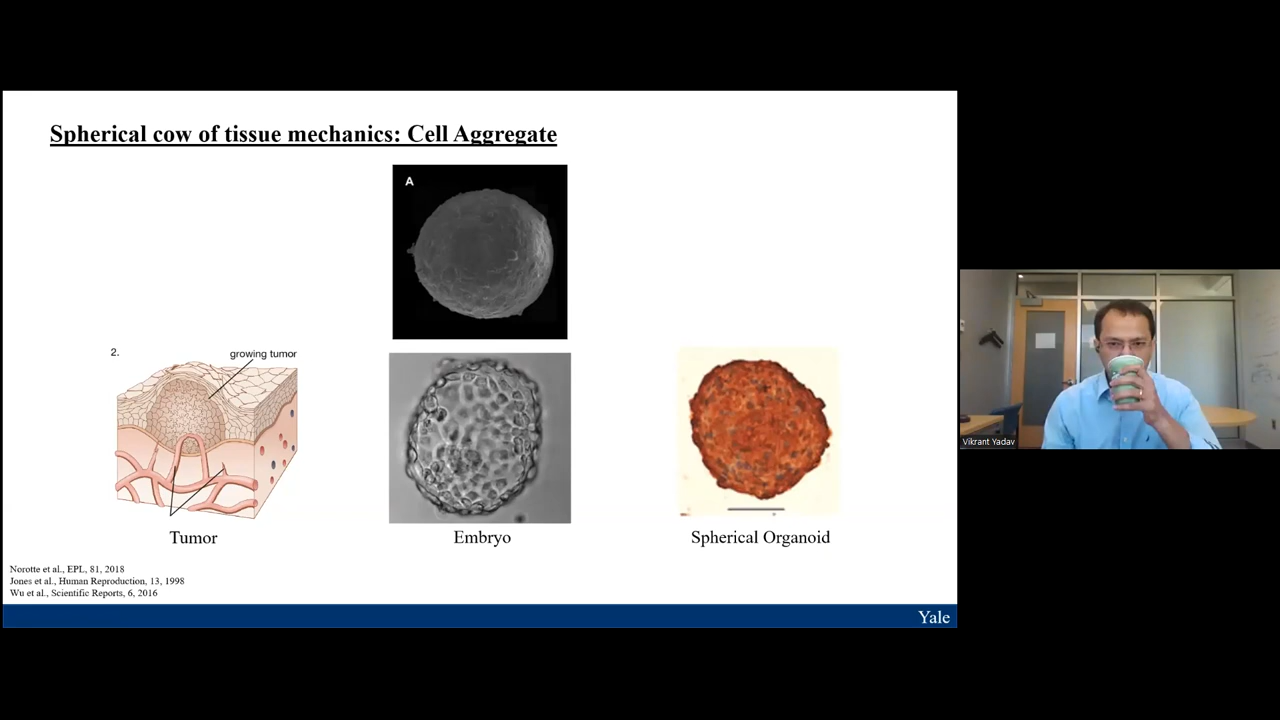 Spherical cow of tissue mechanics: Cell Aggregate
A
2.
growing tumor
Tumor
Embryo
Spherical Organoid
Norotte et al., EPL, 81, 2018
Jones et al., Human Reproduction, 13, 1998
Wu et al., Scientific Reports, 6, 2016
Yale
Vikrant Yadav